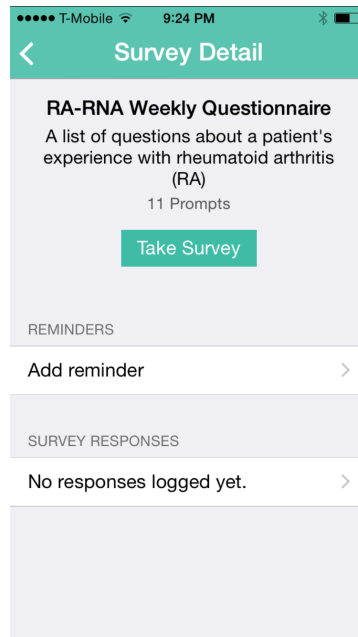 T-Mobile 9:24 PM
Survey Detail
RA-RNA Weekly Questionnaire
A list of questions about a patient's
experience with rheumatoid arthritis
(RA)
11 Prompts
Take Survey
REMINDERS
Add reminder
SURVEY RESPONSES
No responses logged yet.